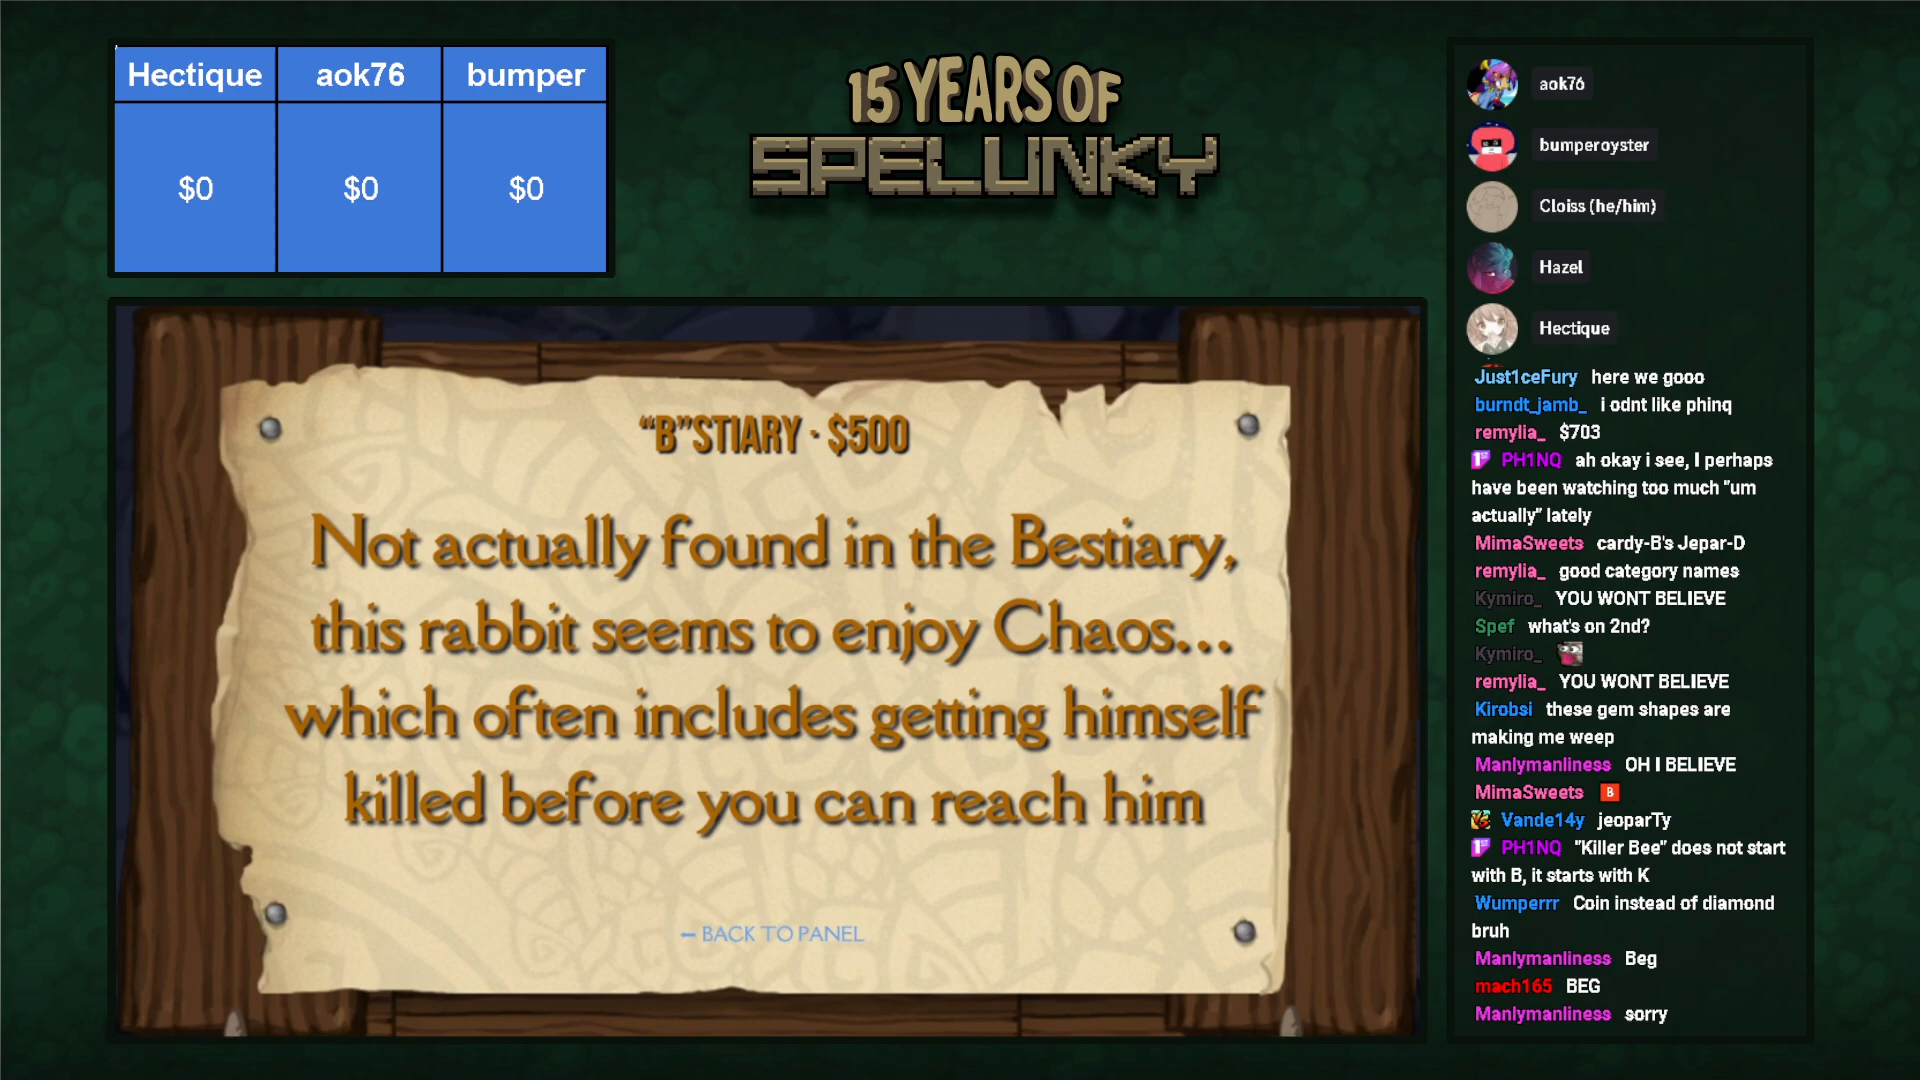 Hectique aok76 bumper
$0 $0 $0
15 YEARS OF
SPELUNKY
"B"STIARY · $500
Not actually found in the Bestiary,
this rabbit seems to enjoy Chaos...
which often includes getting himself
killed before you can reach him
← BACK TO PANEL
aok76
bumperoyster
Cloiss (he/him)
Hazel
Hectique
Just1ceFury here we gooo
burndt_jamb_ i odnt like phinq
remylia_ $703
PH1NQ ah okay i see, I perhaps
have been watching too much "um
actually" lately
MimaSweets cardy-B's Jepar-D
remylia_ good category names
Kymiro_ YOU WONT BELIEVE
Spef what's on 2nd?
Kymiro_
remylia_ YOU WONT BELIEVE
Kirobsi these gem shapes are
making me weep
Manlymanliness OH I BELIEVE
MimaSweets B
Vande14y jeoparTy
PH1NQ "Killer Bee" does not start
with B, it starts with K
Wumperrr Coin instead of diamond
bruh
Manlymanliness Beg
mach165 BEG
Manlymanliness sorry